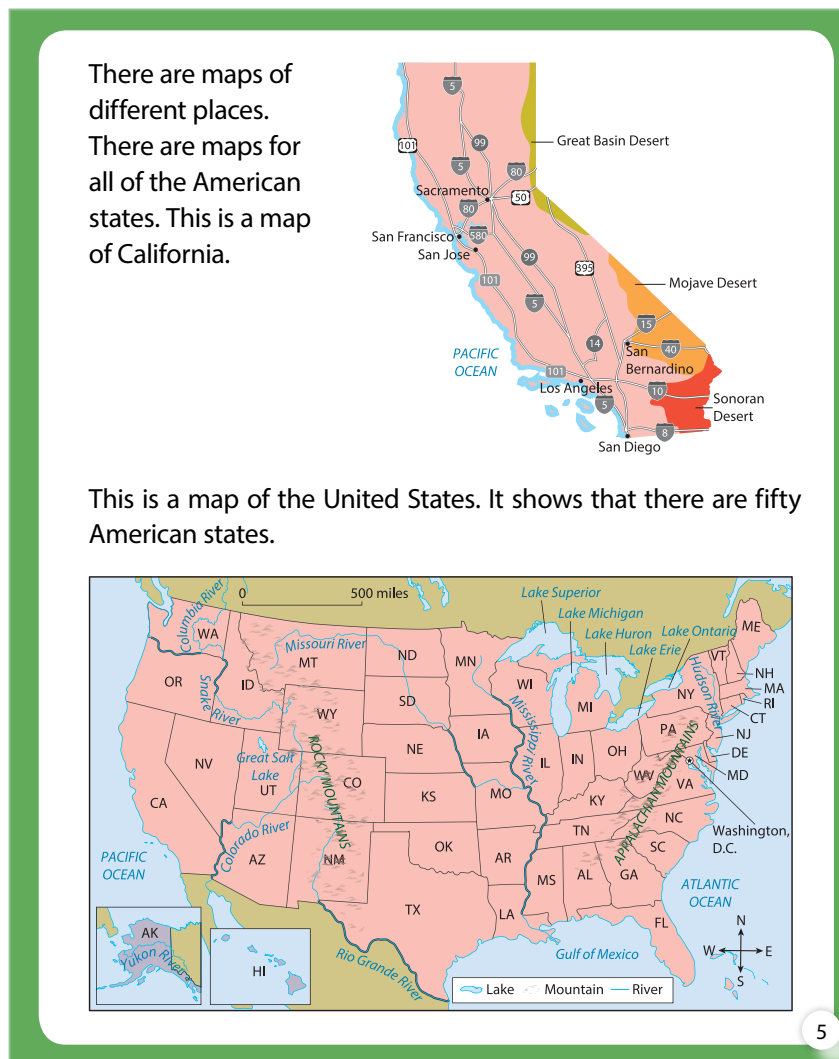 There are maps of
different places.
There are maps for
all of the American
states. This is a map
of California.
5
99
Great Basin Desert
101
5
80
Sacramento
50
80
San Francisco
580
San Jose
99
395
101
Mojave Desert
5
15
14
40
PACIFIC
OCEAN
San
Bernardino
101
Los Angeles
10
5
Sonoran
Desert
8
San Diego
This is a map of the United States. It shows that there are fifty
American states.
0 500 miles
Columbia River
Lake Superior
Lake Michigan
Lake Huron
Lake Ontario
Lake Erie
ME
WA
Missouri River
MT
ND
MN
VT
NH
MA
RI
CT
OR
ID
Snake River
WY
SD
WI
MI
NY
Hudson River
PA
NJ
DE
MD
NV
Great Salt
Lake
UT
ROCKY MOUNTAINS
CO
NE
IA
Mississippi River
IL
IN
OH
WV
VA
APPALACHIAN MOUNTAINS
CA
KS
MO
KY
NC
Washington,
D.C.
Colorado River
AZ
NM
OK
AR
TN
SC
PACIFIC
OCEAN
TX
LA
MS
AL
GA
ATLANTIC
OCEAN
FL
AK
Yukon River
HI
Rio Grande River
Gulf of Mexico
N
W E
S
Lake Mountain River
5